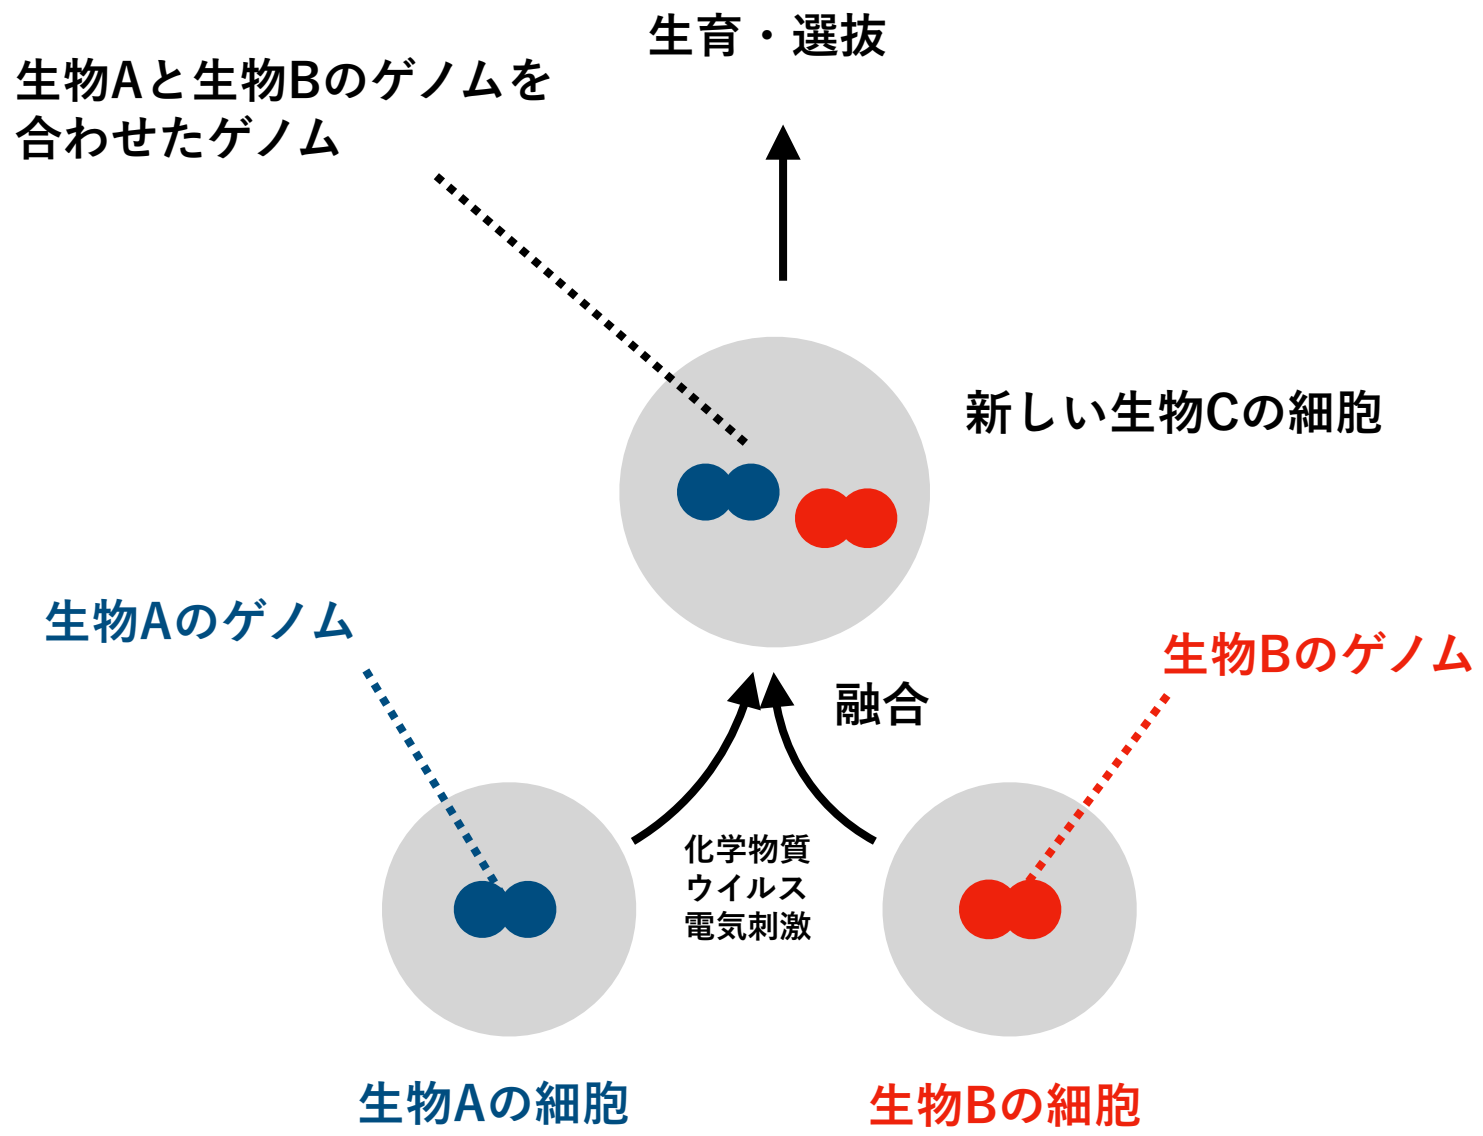 生育・選抜
生物Aと生物Bのゲノムを
合わせたゲノム
新しい生物Cの細胞
生物Aのゲノム
生物Bのゲノム
融合
化学物質
ウイルス
電気刺激
生物Aの細胞
生物Bの細胞